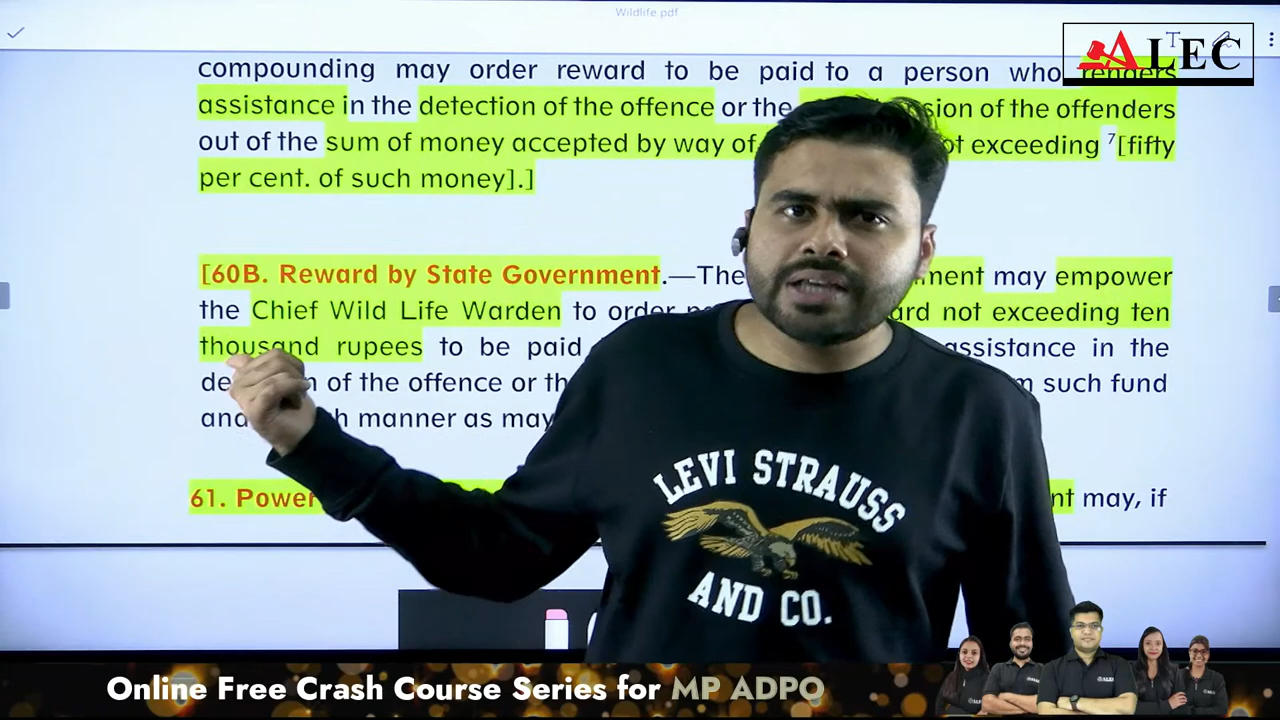 Wildlife.pdf
ALEC
compounding may order reward to be paid to a person who renders
assistance in the detection of the offence or the sion of the offenders
out of the sum of money accepted by way of not exceeding 7[fifty
per cent. of such money].]
[60B. Reward by State Government.—The ment may empower
the Chief Wild Life Warden to order ard not exceeding ten
thousand rupees to be paid assistance in the
of the offence or th m such fund
and manner as may
61. Power nt may, if
LEVI STRAUSS
AND CO.
Online Free Crash Course Series for MP ADPO